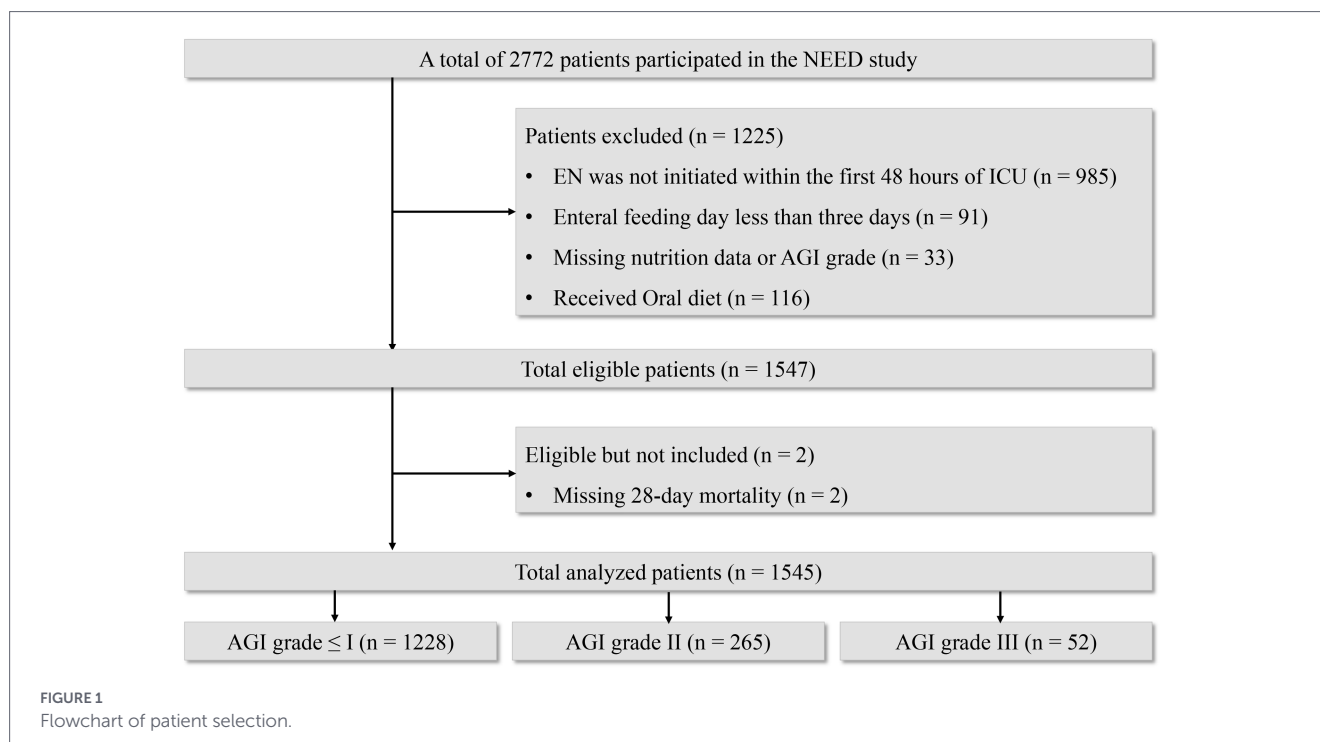 A total of 2772 patients participated in the NEED study
Patients excluded (n = 1225)
• EN was not initiated within the first 48 hours of ICU (n = 985)
• Enteral feeding day less than three days (n = 91)
• Missing nutrition data or AGI grade (n = 33)
• Received Oral diet (n = 116)
Total eligible patients (n = 1547)
Eligible but not included (n = 2)
• Missing 28-day mortality (n = 2)
Total analyzed patients (n = 1545)
AGI grade ≤ I (n = 1228)
AGI grade II (n = 265)
AGI grade III (n = 52)
FIGURE 1
Flowchart of patient selection.